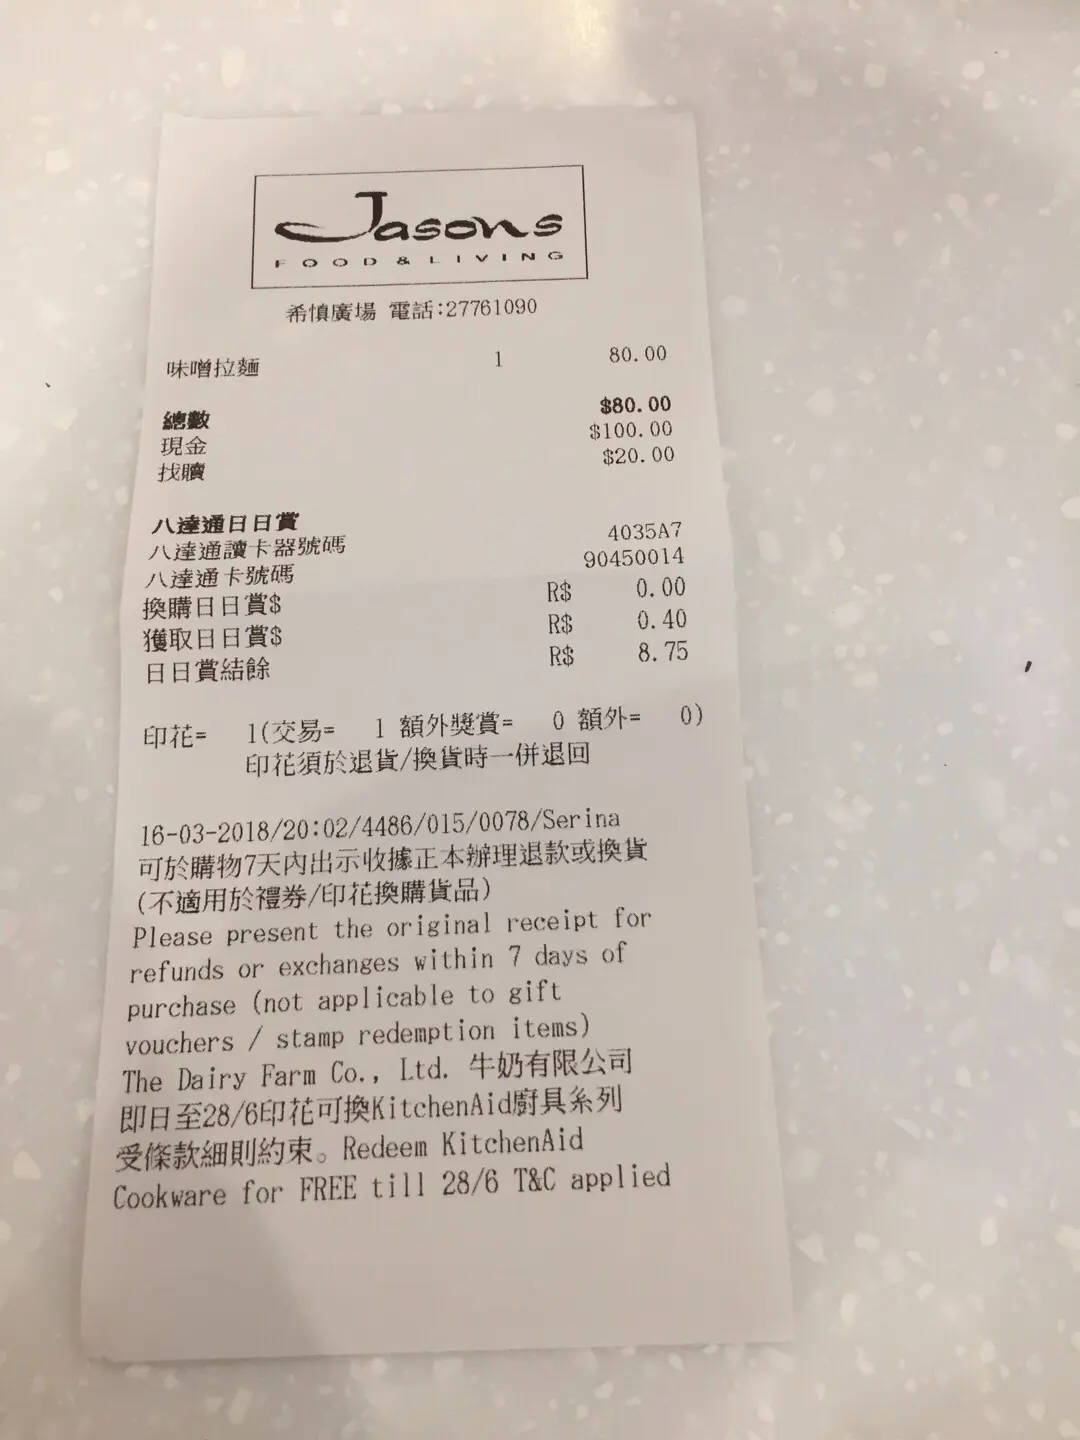 Jasons
FOOD & LIVING
希慎廣場 電話:27761090
味噌拉麵 1 80.00
總數 $80.00
現金 $100.00
找贖 $20.00
八達通日日賞
八達通讀卡器號碼 4035A7
八達通卡號碼 90450014
換購日日賞$ R$ 0.00
獲取日日賞$ R$ 0.40
日日賞結餘 R$ 8.75
印花= 1(交易= 1 額外獎賞= 0 額外= 0)
印花須於退貨/換貨時一併退回
16-03-2018/20:02/4486/015/0078/Serina
可於購物7天內出示收據正本辦理退款或換貨
(不適用於禮券/印花換購貨品)
Please present the original receipt for
refunds or exchanges within 7 days of
purchase (not applicable to gift
vouchers / stamp redemption items)
The Dairy Farm Co., Ltd. 牛奶有限公司
即日至28/6印花可換KitchenAid廚具系列
受條款細則約束。Redeem KitchenAid
Cookware for FREE till 28/6 T&C applied